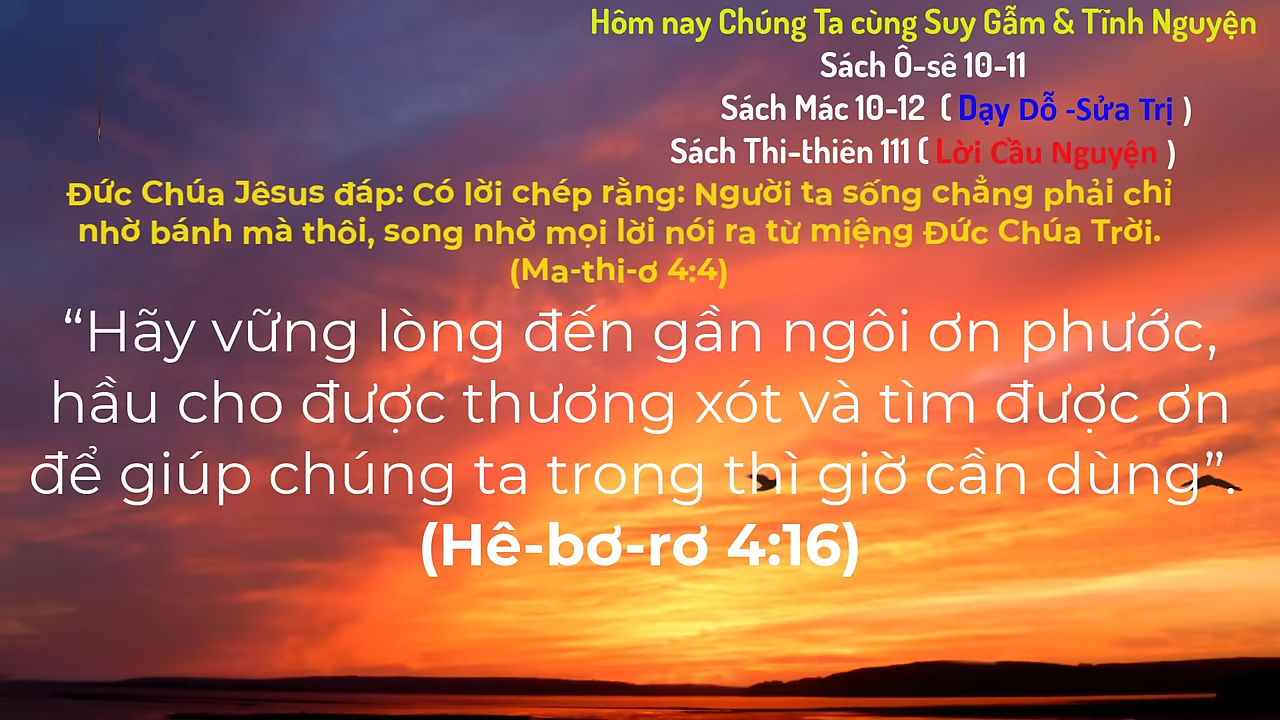 Hôm nay Chúng Ta cùng Suy Gẫm & Tĩnh Nguyện
Sách Ô-sê 10-11
Sách Mác 10-12 ( Dạy Dỗ -Sửa Trị )
Sách Thi-thiên 111 ( Lời Cầu Nguyện )
Đức Chúa Jêsus đáp: Có lời chép rằng: Người ta sống chẳng phải chỉ
nhờ bánh mà thôi, song nhờ mọi lời nói ra từ miệng Đức Chúa Trời.
(Ma-thi-ơ 4:4)
“Hãy vững lòng đến gần ngôi ơn phước,
hầu cho được thương xót và tìm được ơn
để giúp chúng ta trong thì giờ cần dùng”.
(Hê-bơ-rơ 4:16)